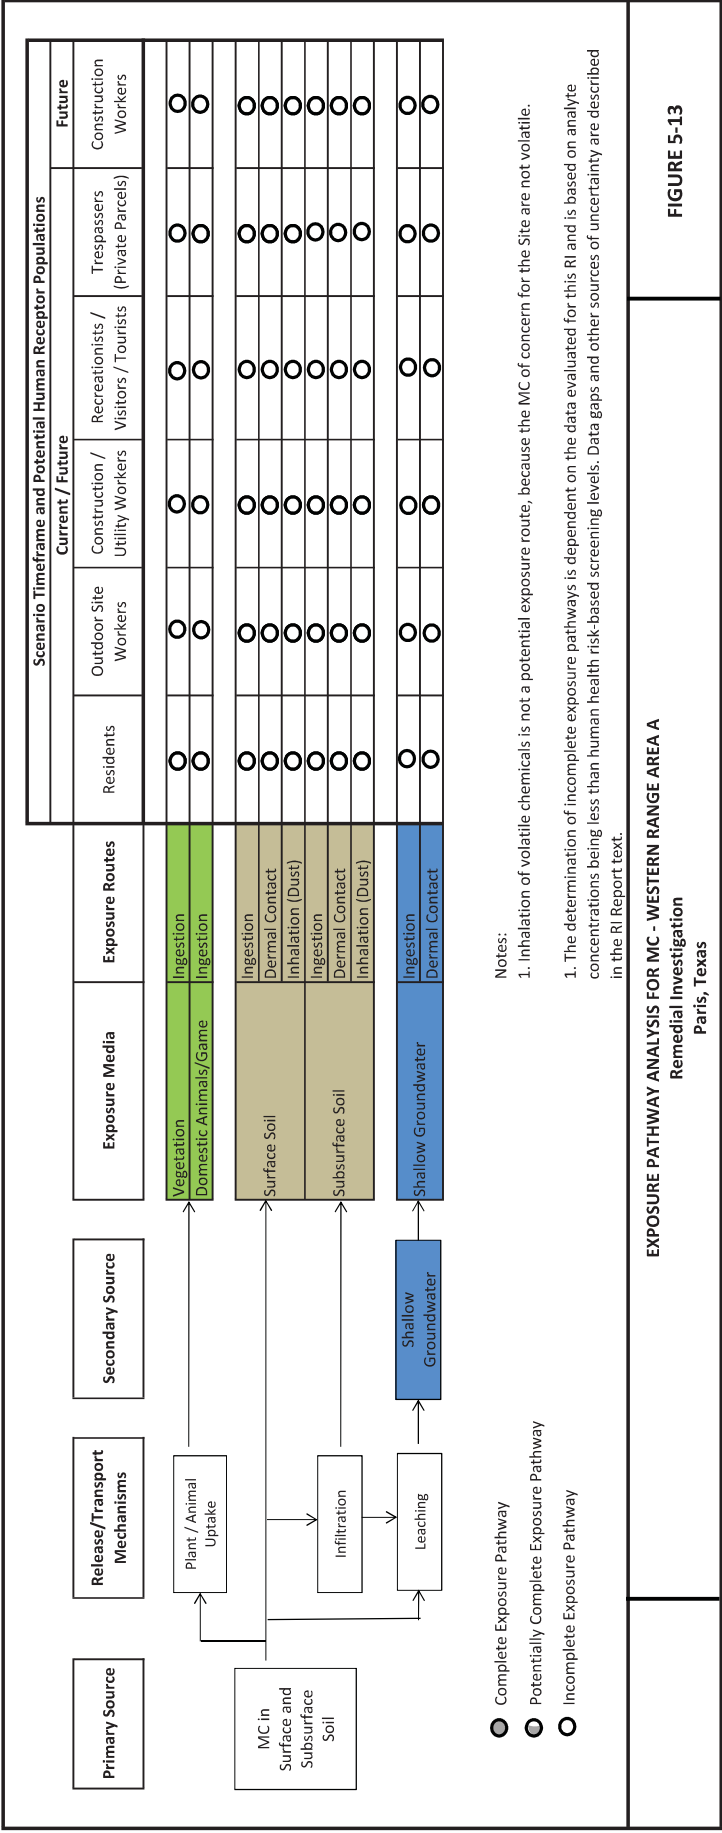 Scenario Timeframe and Potential Human Receptor Populations
Current / Future
Future
Primary Source
Release/Transport
Mechanisms
Secondary Source
Exposure Media
Exposure Routes
Residents
Outdoor Site
Workers
Construction /
Utility Workers
Recreationists /
Visitors / Tourists
Trespassers
(Private Parcels)
Construction
Workers
MC in
Surface and
Subsurface
Soil
Plant / Animal
Uptake
Infiltration
Leaching
Shallow
Groundwater
Vegetation
Ingestion
Domestic Animals/Game
Ingestion
Surface Soil
Ingestion
Dermal Contact
Inhalation (Dust)
Subsurface Soil
Ingestion
Dermal Contact
Inhalation (Dust)
Shallow Groundwater
Ingestion
Dermal Contact
Complete Exposure Pathway
Potentially Complete Exposure Pathway
Incomplete Exposure Pathway
Notes:
1. Inhalation of volatile chemicals is not a potential exposure route, because the MC of concern for the Site are not volatile.
1. The determination of incomplete exposure pathways is dependent on the data evaluated for this RI and is based on analyte
concentrations being less than human health risk-based screening levels. Data gaps and other sources of uncertainty are described
in the RI Report text.
EXPOSURE PATHWAY ANALYSIS FOR MC - WESTERN RANGE AREA A
Remedial Investigation
Paris, Texas
FIGURE 5-13